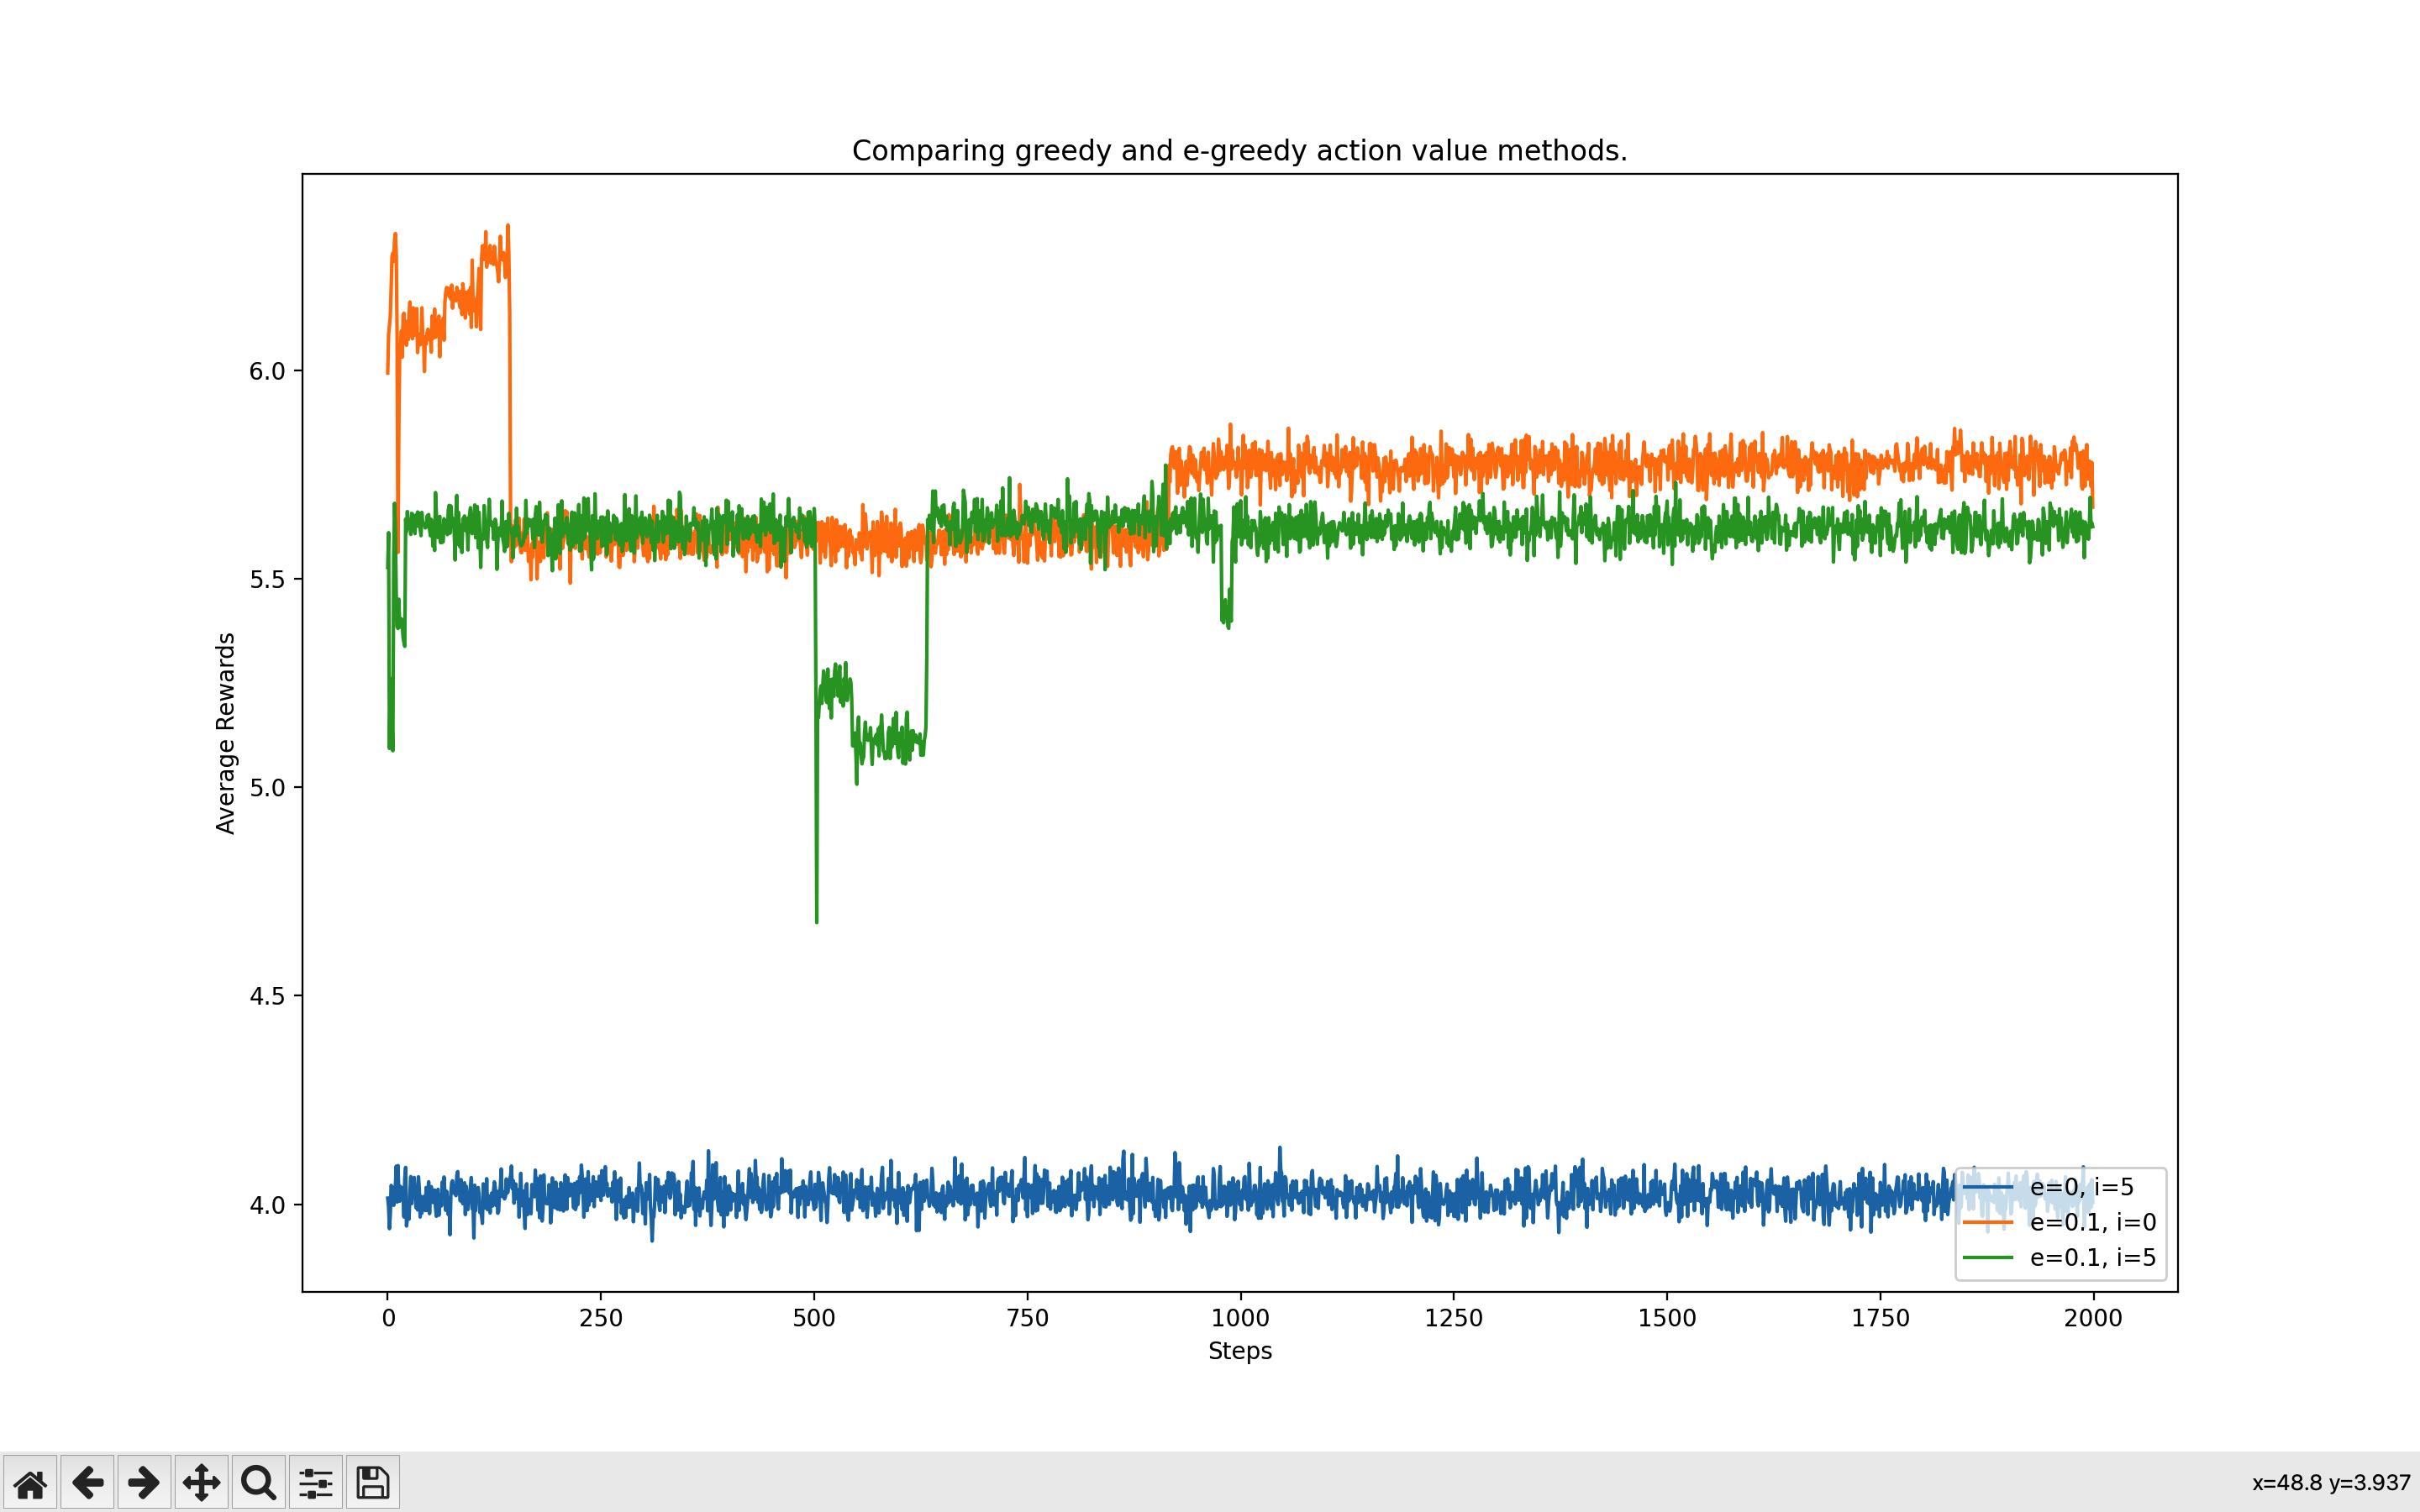 Comparing greedy and e-greedy action value methods.
Average Rewards
6.0
5.5
5.0
4.5
4.0
0 250 500 750 1000 1250 1500 1750 2000
Steps
e=0, i=5
e=0.1, i=0
e=0.1, i=5
x=48.8 y=3.937